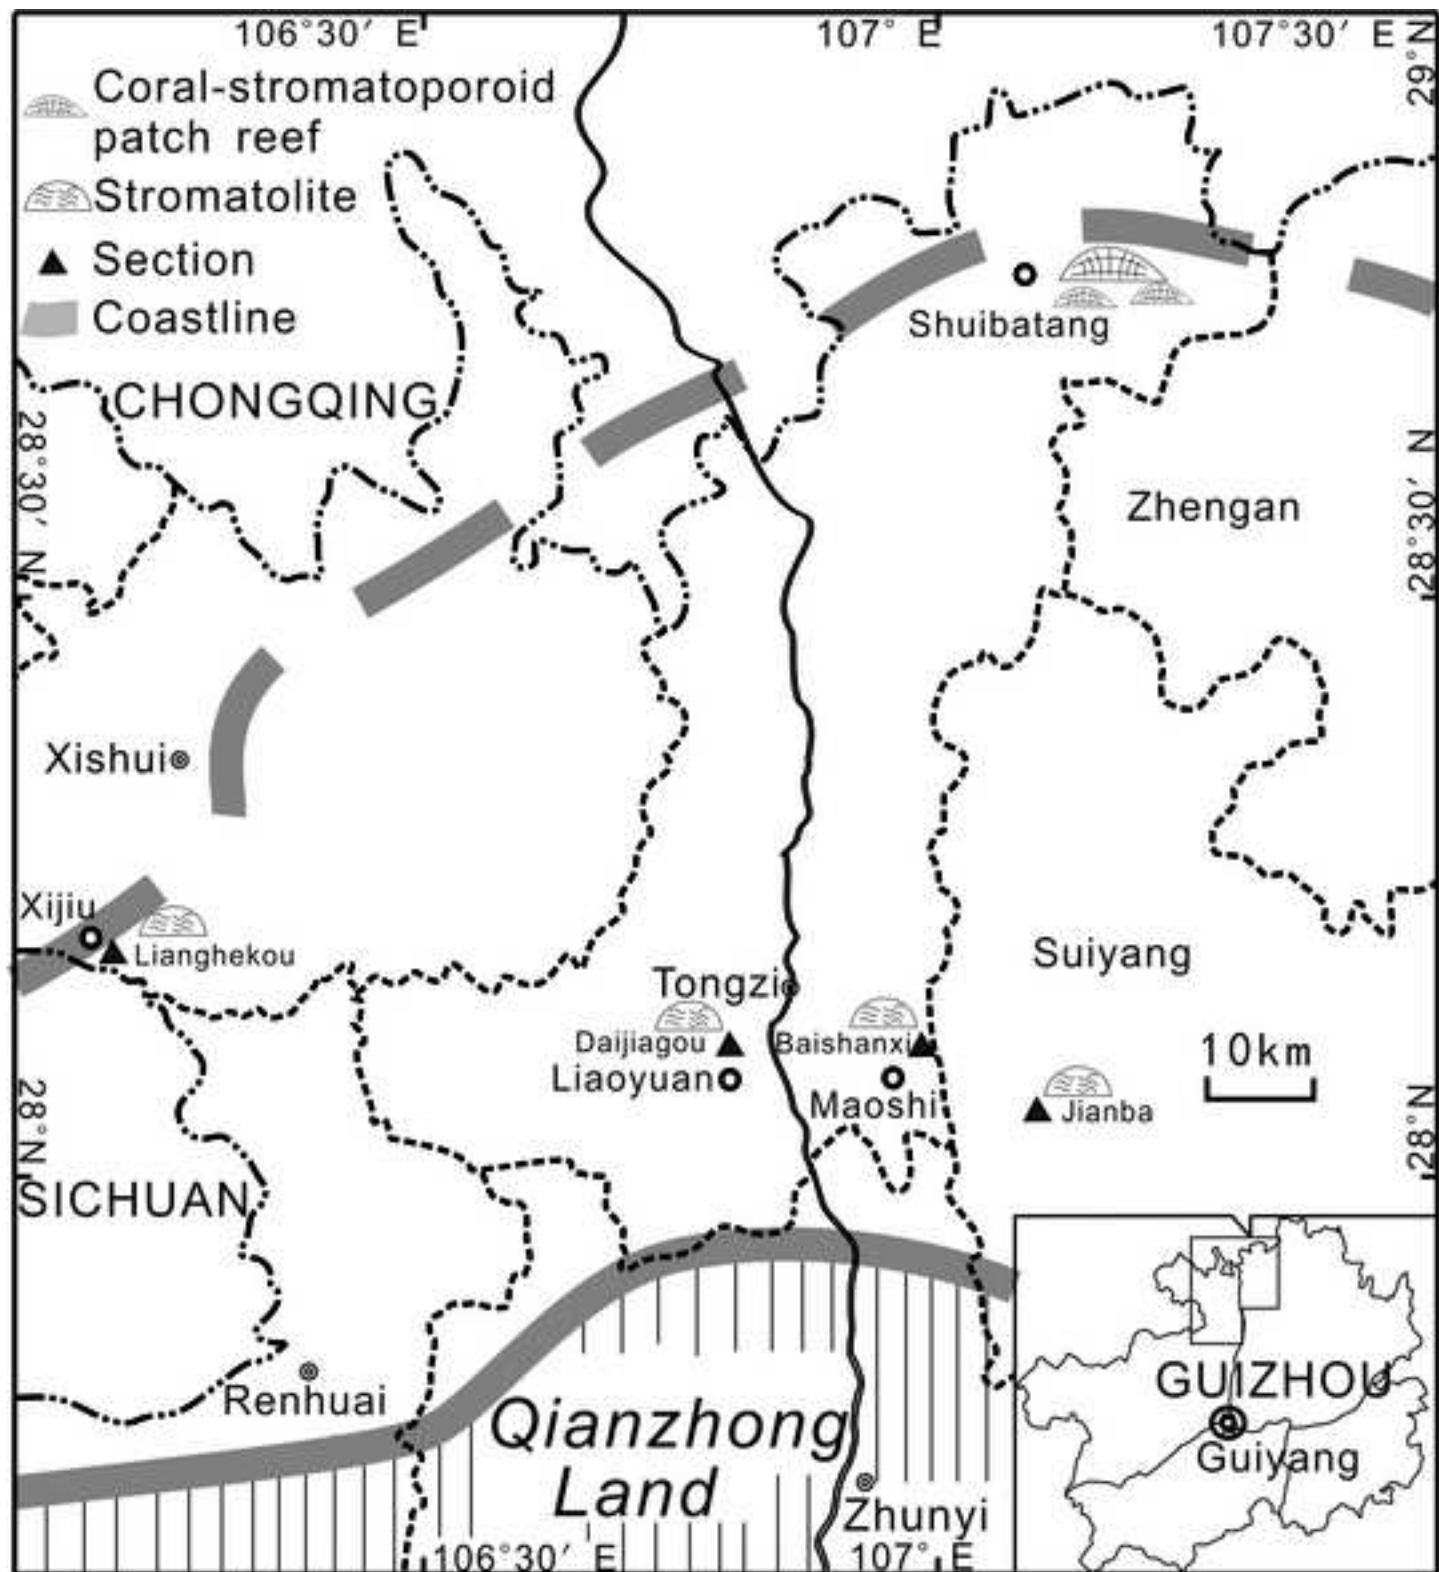 106°30′ E
107° E
107°30′ E
29°N
Coral-stromatoporoid
patch reef
Stromatolite
Section
Coastline
Shuibatang
CHONGQING
28°30′ N
28°30′ N
Zhengan
Xishui
Xijiu
Lianghekou
Suiyang
Tongzi
Daijiagou
Baishanxi
Liaoyuan
10km
Maoshi
Jianba
28°N
28°N
SICHUAN
Renhuai
Qianzhong
Land
GUIZHOU
Guiyang
Zhunyi
106°30′ E
107° E